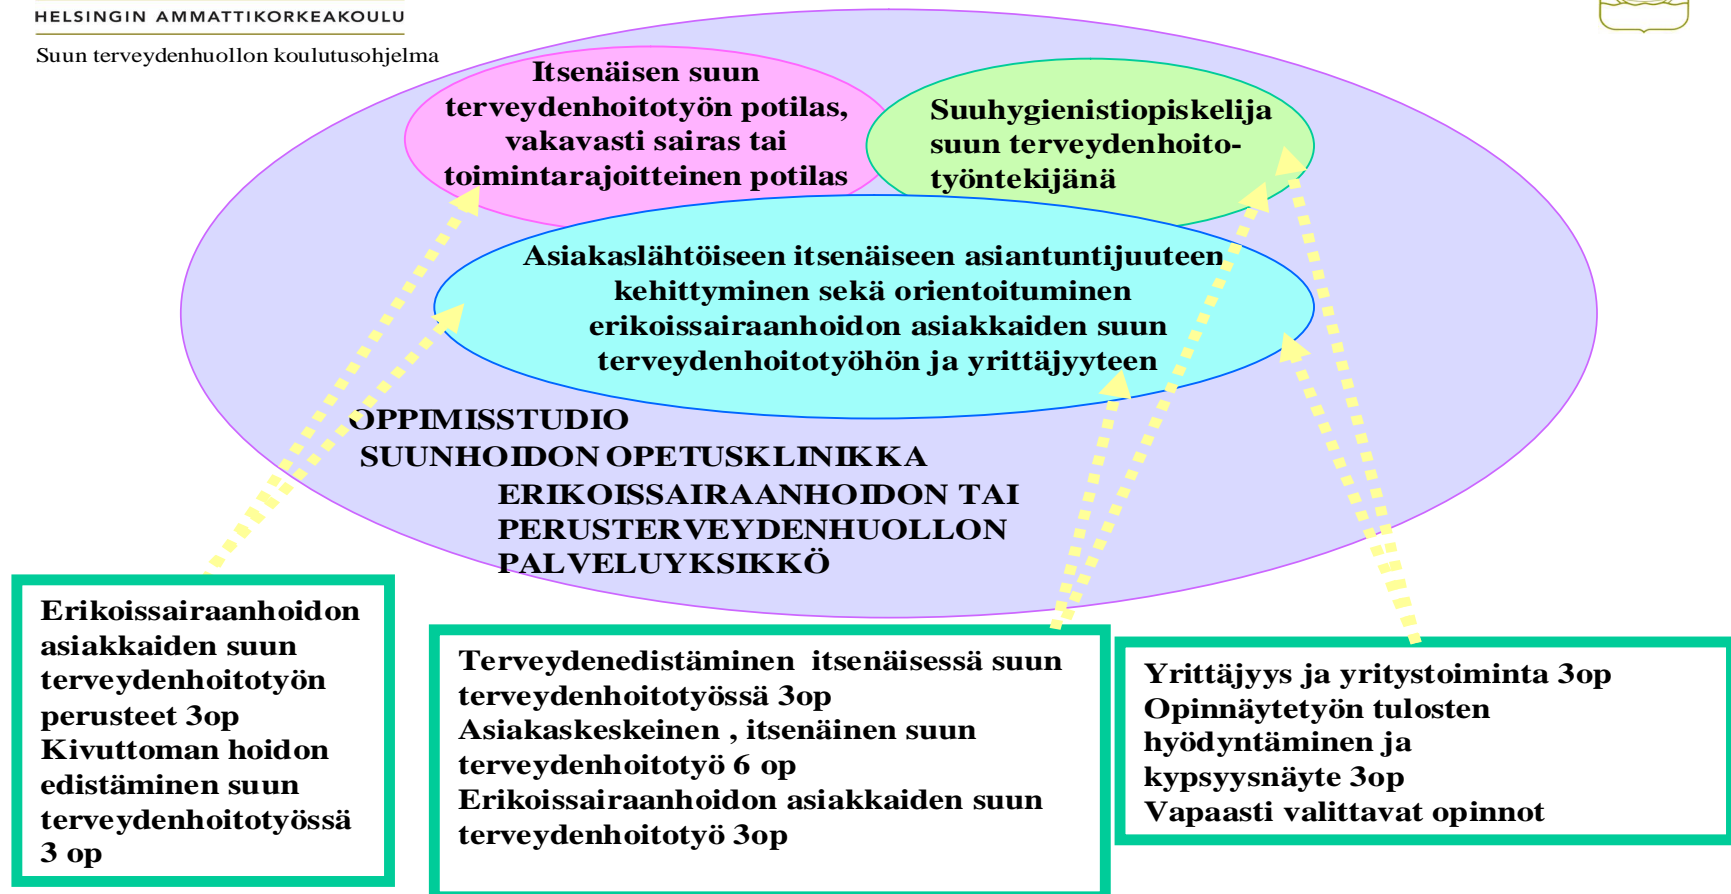 HELSINGIN AMMATTIKORKEAKOULU
Suun terveydenhuollon koulutusohjelma
Itsenäisen suun
terveydenhoitotyön potilas,
vakavasti sairas tai
toimintarajoitteinen potilas
Suuhygienistiopiskelija
suun terveydenhoito-
työntekijänä
Asiakaslähtöiseen itsenäiseen asiantuntijuuteen
kehittyminen sekä orientoituminen
erikoissairaanhoidon asiakkaiden suun
terveydenhoitotyöhön ja yrittäjyyteen
OPPIMISSTUDIO
SUUNHOIDON OPETUSKLINIKKA
ERIKOISSAIRAANHOIDON TAI
PERUSTERVEYDENHUOLLON
PALVELUYKSIKKÖ
Erikoissairaanhoidon
asiakkaiden suun
terveydenhoitotyön
perusteet 3op
Kivuttoman hoidon
edistäminen suun
terveydenhoitotyössä
3 op
Terveydenedistäminen itsenäisessä suun
terveydenhoitotyössä 3op
Asiakaskeskeinen , itsenäinen suun
terveydenhoitotyö 6 op
Erikoissairaanhoidon asiakkaiden suun
terveydenhoitotyö 3op
Yrittäjyys ja yritystoiminta 3op
Opinnäytetyön tulosten
hyödyntäminen ja
kypsyysnäyte 3op
Vapaasti valittavat opinnot